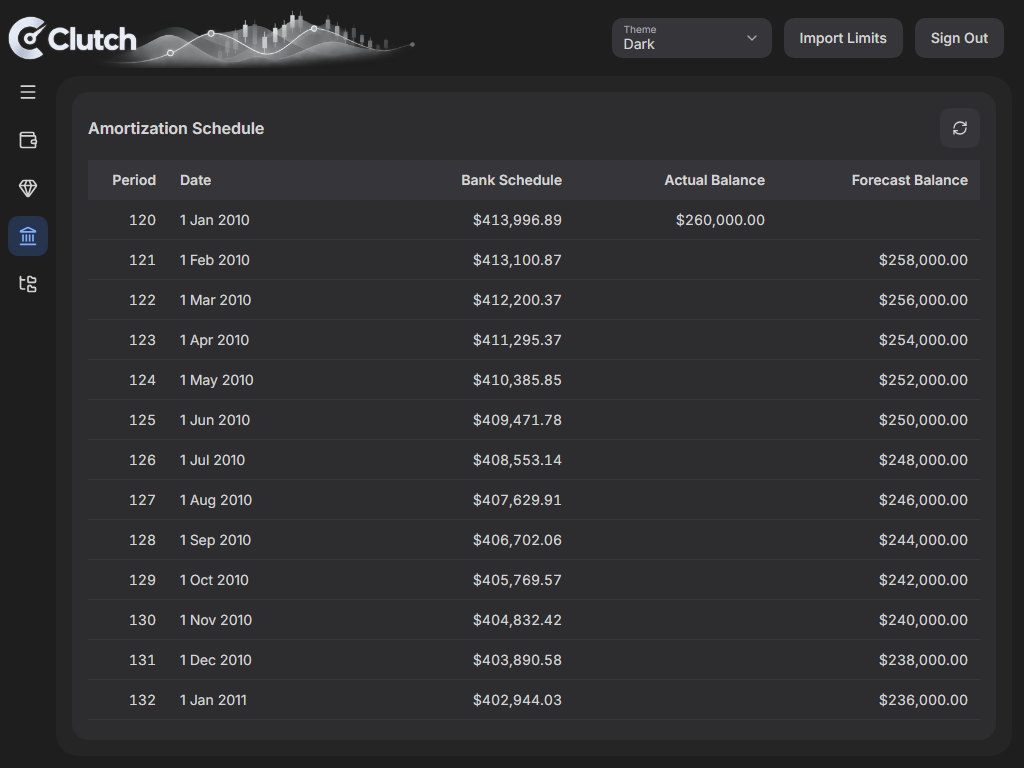 Clutch
Theme
Dark
Import Limits
Sign Out
Amortization Schedule
Period Date Bank Schedule Actual Balance Forecast Balance
120 1 Jan 2010 $413,996.89 $260,000.00
121 1 Feb 2010 $413,100.87 $258,000.00
122 1 Mar 2010 $412,200.37 $256,000.00
123 1 Apr 2010 $411,295.37 $254,000.00
124 1 May 2010 $410,385.85 $252,000.00
125 1 Jun 2010 $409,471.78 $250,000.00
126 1 Jul 2010 $408,553.14 $248,000.00
127 1 Aug 2010 $407,629.91 $246,000.00
128 1 Sep 2010 $406,702.06 $244,000.00
129 1 Oct 2010 $405,769.57 $242,000.00
130 1 Nov 2010 $404,832.42 $240,000.00
131 1 Dec 2010 $403,890.58 $238,000.00
132 1 Jan 2011 $402,944.03 $236,000.00